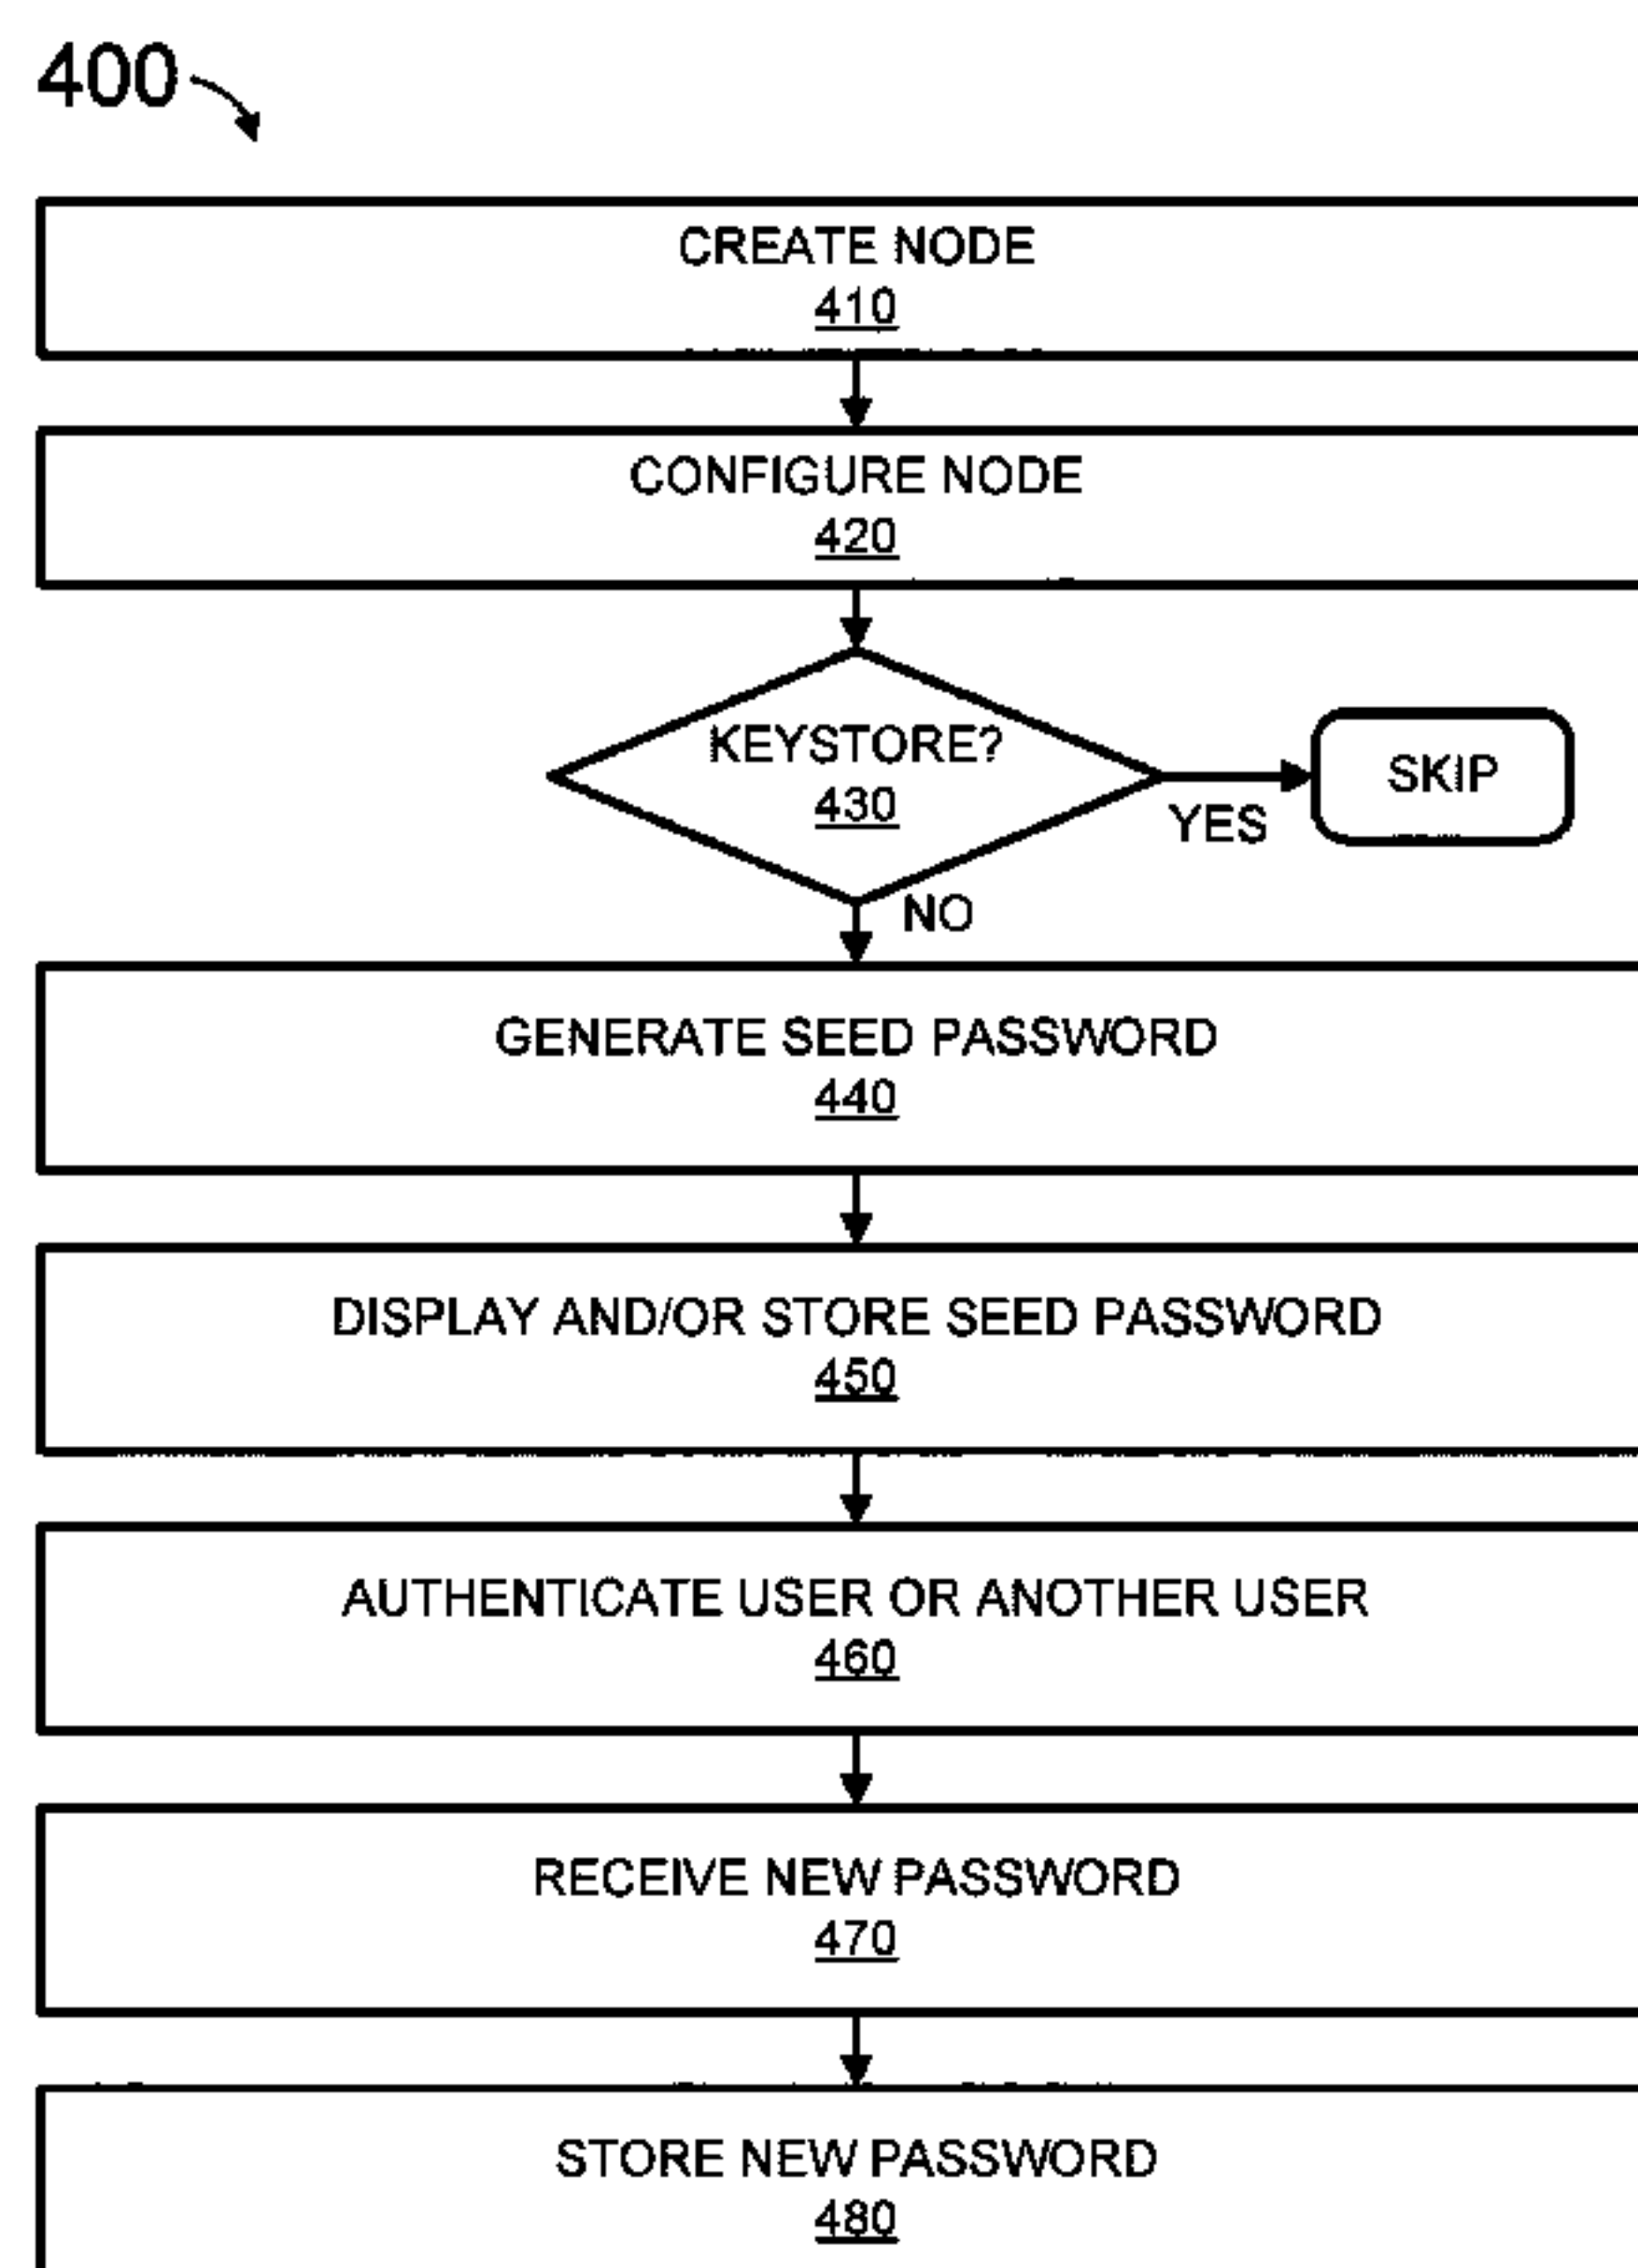 400
CREATE NODE
410
CONFIGURE NODE
420
KEYSTORE?
430
YES
SKIP
NO
GENERATE SEED PASSWORD
440
DISPLAY AND/OR STORE SEED PASSWORD
450
AUTHENTICATE USER OR ANOTHER USER
460
RECEIVE NEW PASSWORD
470
STORE NEW PASSWORD
480